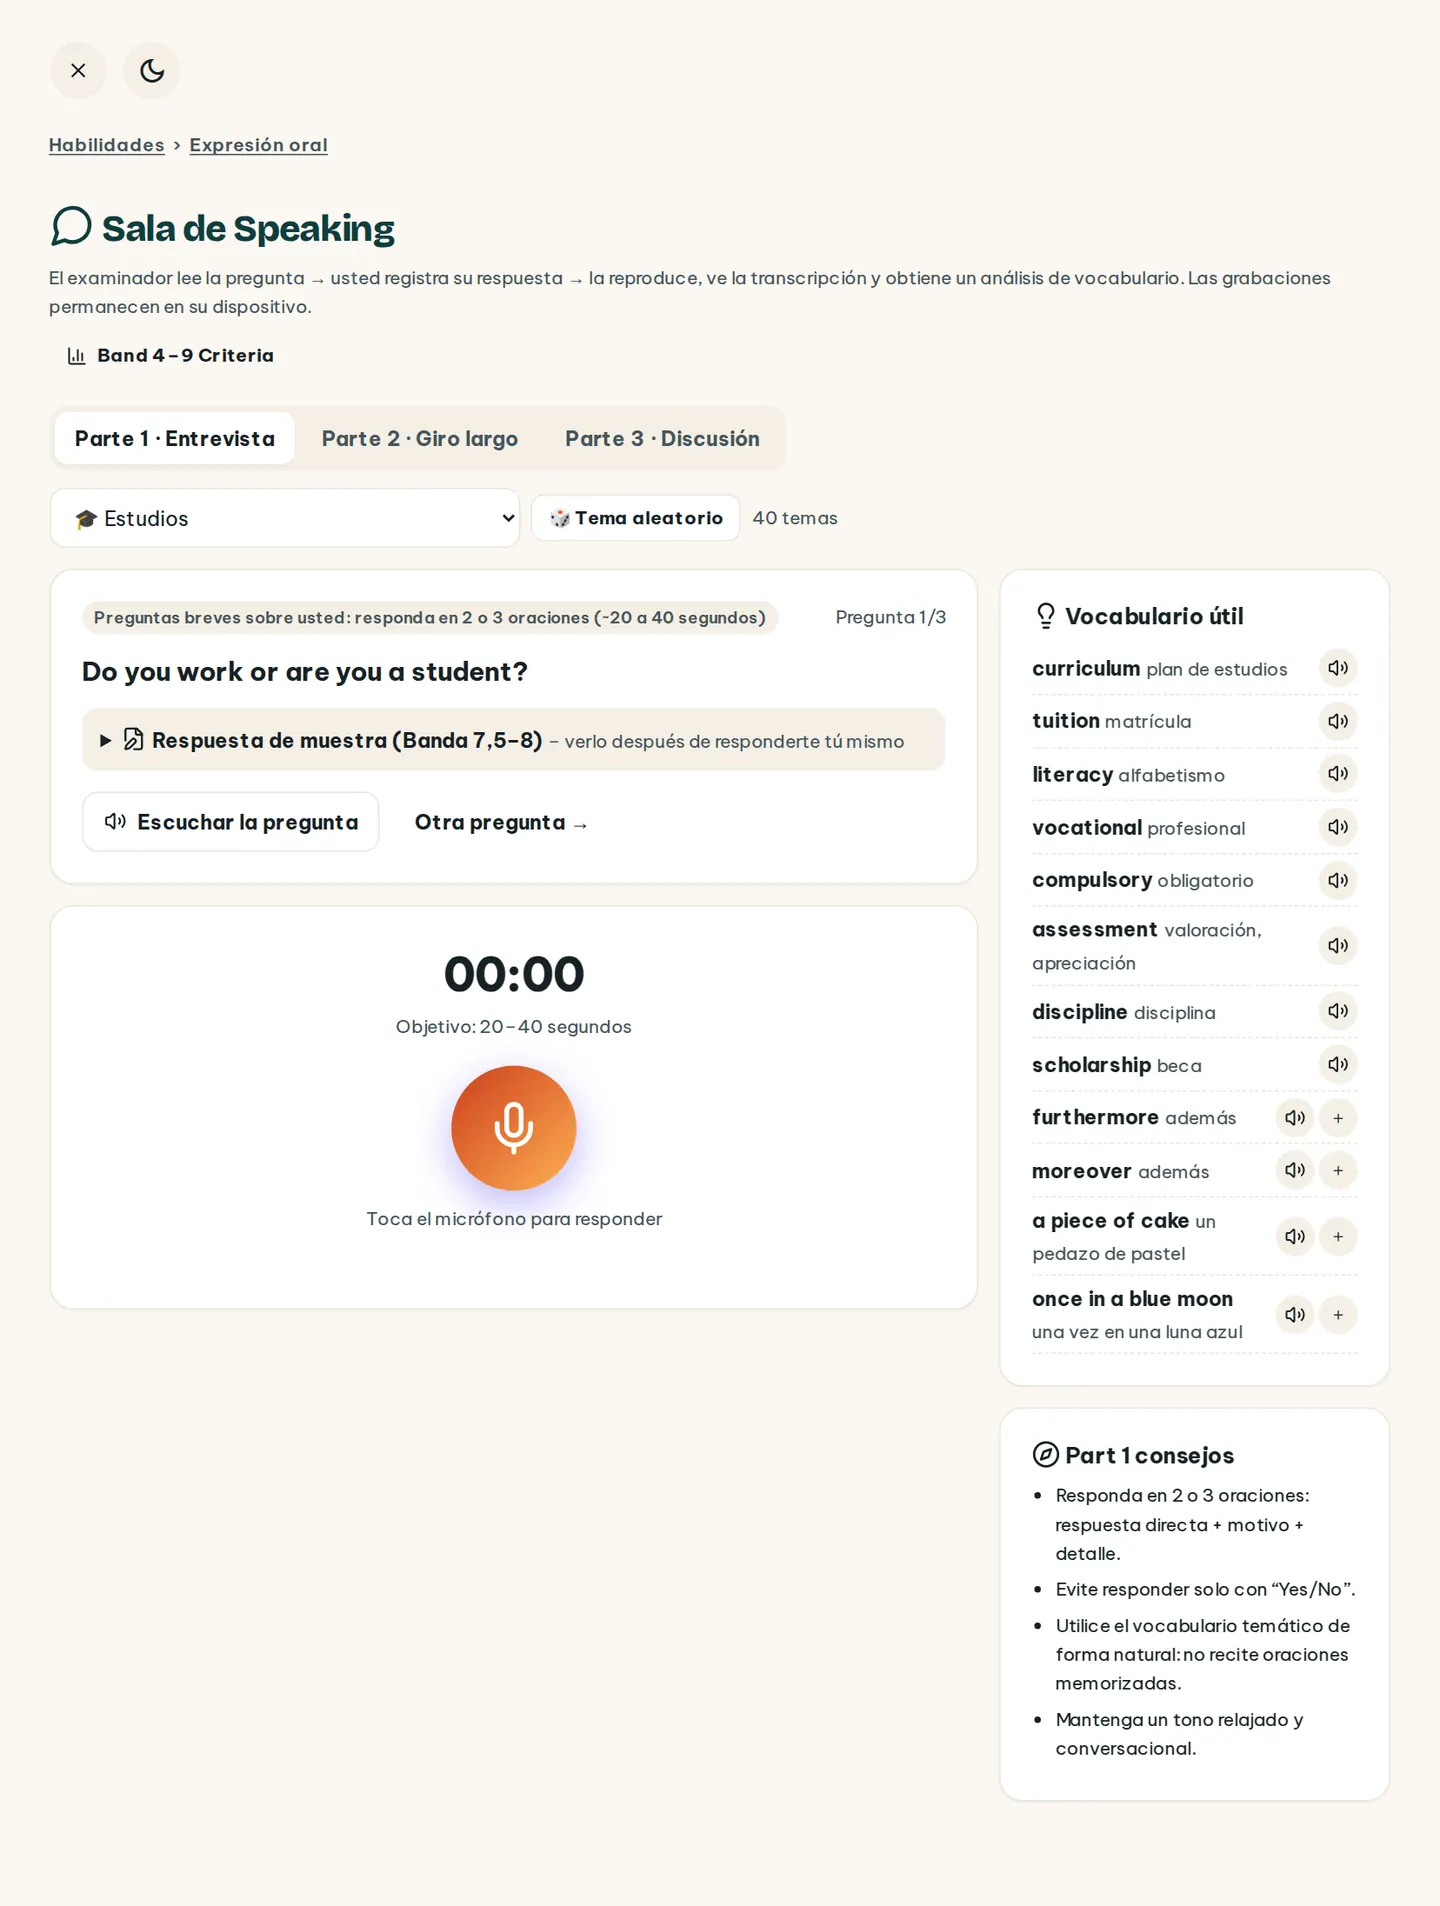 Habilidades › Expresión oral
Sala de Speaking
El examinador lee la pregunta → usted registra su respuesta → la reproduce, ve la transcripción y obtiene un análisis de vocabulario. Las grabaciones
permanecen en su dispositivo.
Band 4–9 Criteria
Parte 1 · Entrevista Parte 2 · Giro largo Parte 3 · Discusión
🎓 Estudios 🎲 Tema aleatorio 40 temas
Preguntas breves sobre usted: responda en 2 o 3 oraciones (~20 a 40 segundos) Pregunta 1/3
Do you work or are you a student?
Respuesta de muestra (Banda 7,5–8) – verlo después de responderte tú mismo
Escuchar la pregunta Otra pregunta →
00:00
Objetivo: 20–40 segundos
Toca el micrófono para responder
Vocabulario útil
curriculum plan de estudios
tuition matrícula
literacy alfabetismo
vocational profesional
compulsory obligatorio
assessment valoración,
apreciación
discipline disciplina
scholarship beca
furthermore además +
moreover además +
a piece of cake un
pedazo de pastel +
once in a blue moon
una vez en una luna azul +
Part 1 consejos
• Responda en 2 o 3 oraciones:
respuesta directa + motivo +
detalle.
• Evite responder solo con “Yes/No”.
• Utilice el vocabulario temático de
forma natural: no recite oraciones
memorizadas.
• Mantenga un tono relajado y
conversacional.